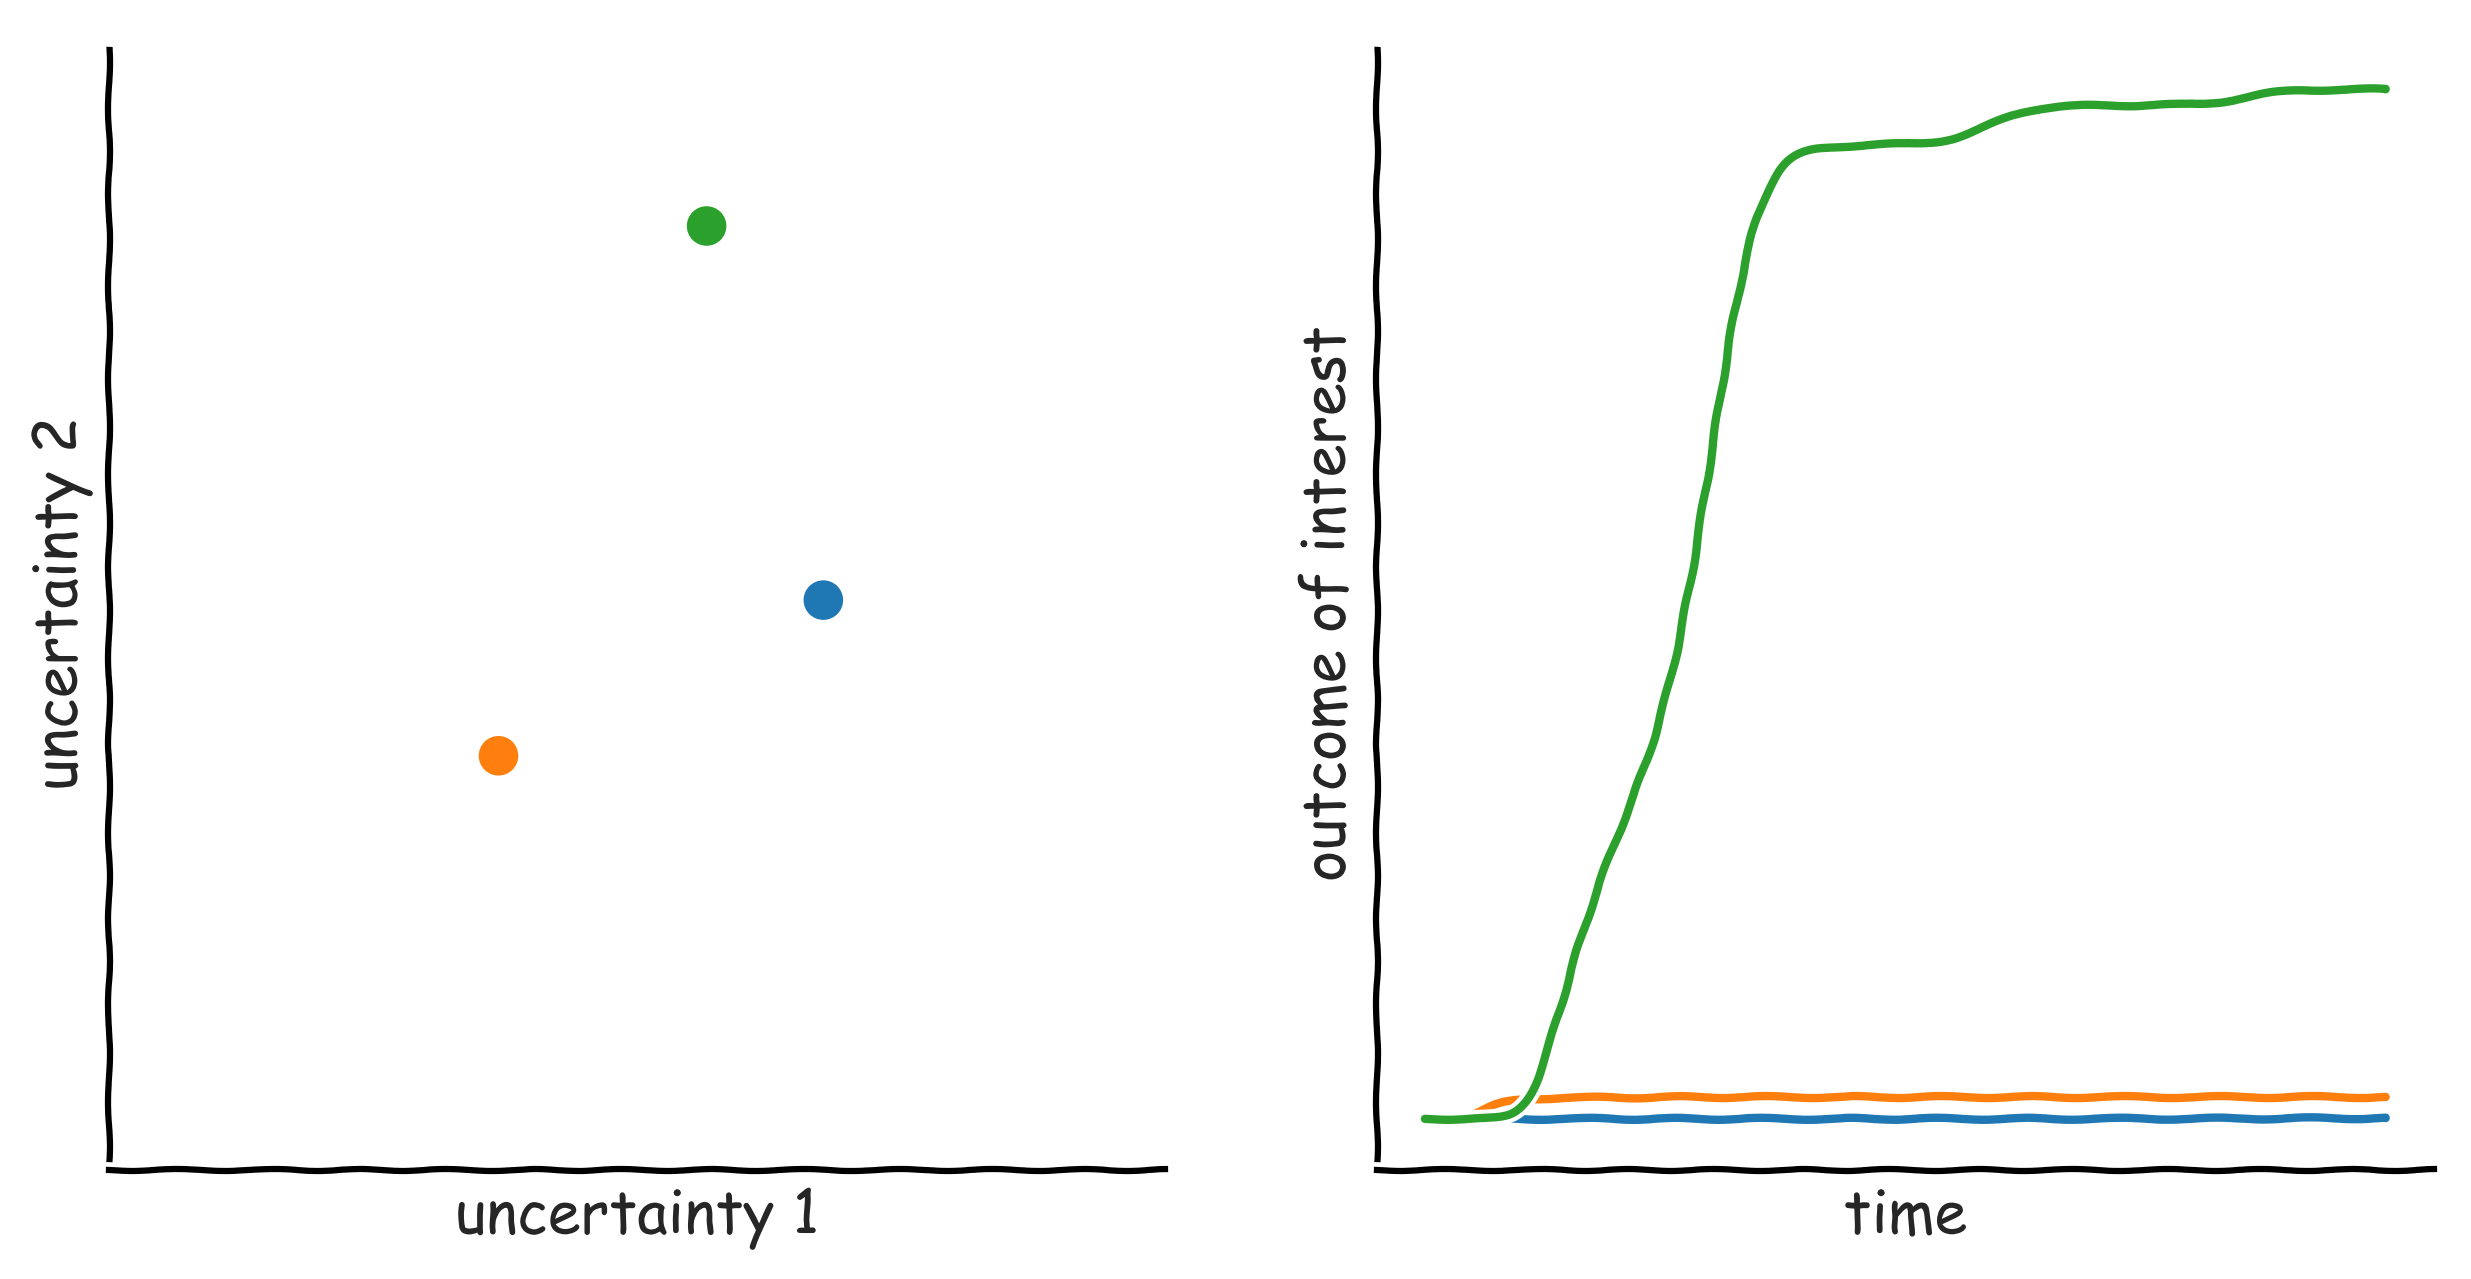 uncertainty 2
uncertainty 1
outcome of interest
time